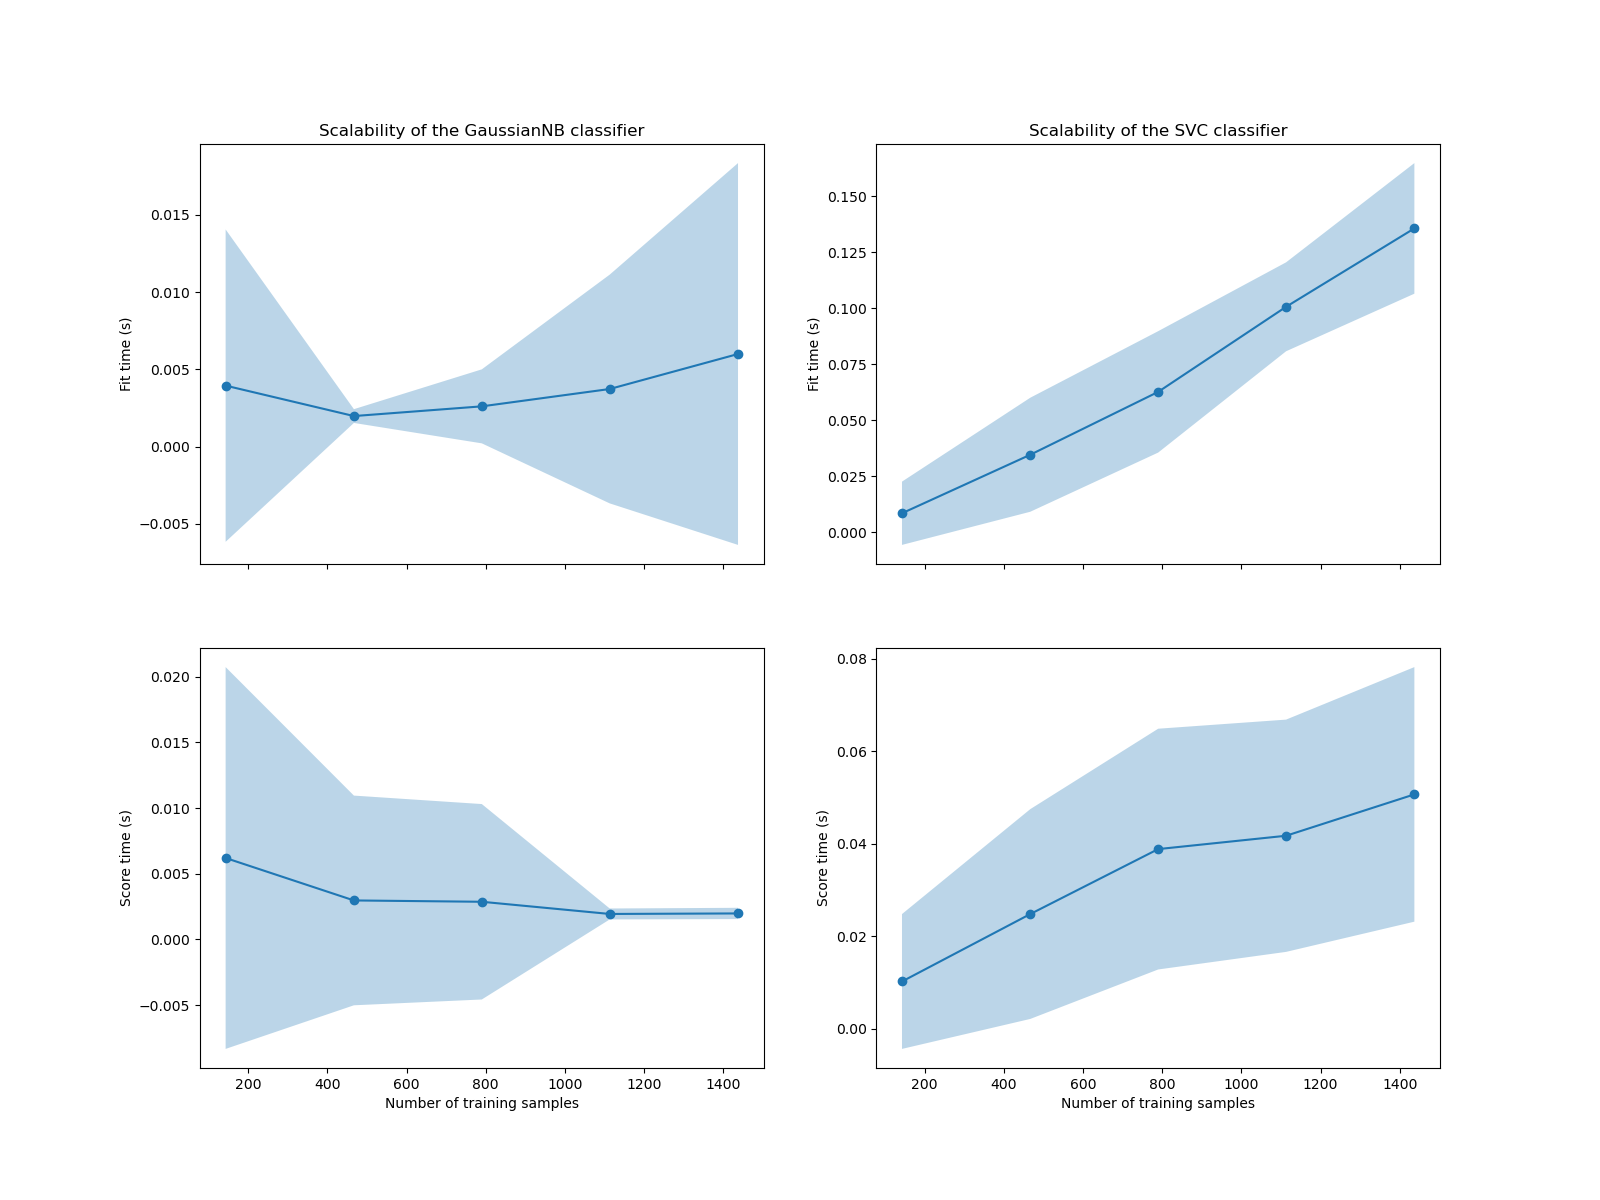 Scalability of the GaussianNB classifier
0.015
0.010
0.005
0.000
−0.005
Fit time (s)
Scalability of the SVC classifier
0.150
0.125
0.100
0.075
0.050
0.025
0.000
Fit time (s)
0.020
0.015
0.010
0.005
0.000
−0.005
Score time (s)
200 400 600 800 1000 1200 1400
Number of training samples
0.08
0.06
0.04
0.02
0.00
Score time (s)
200 400 600 800 1000 1200 1400
Number of training samples